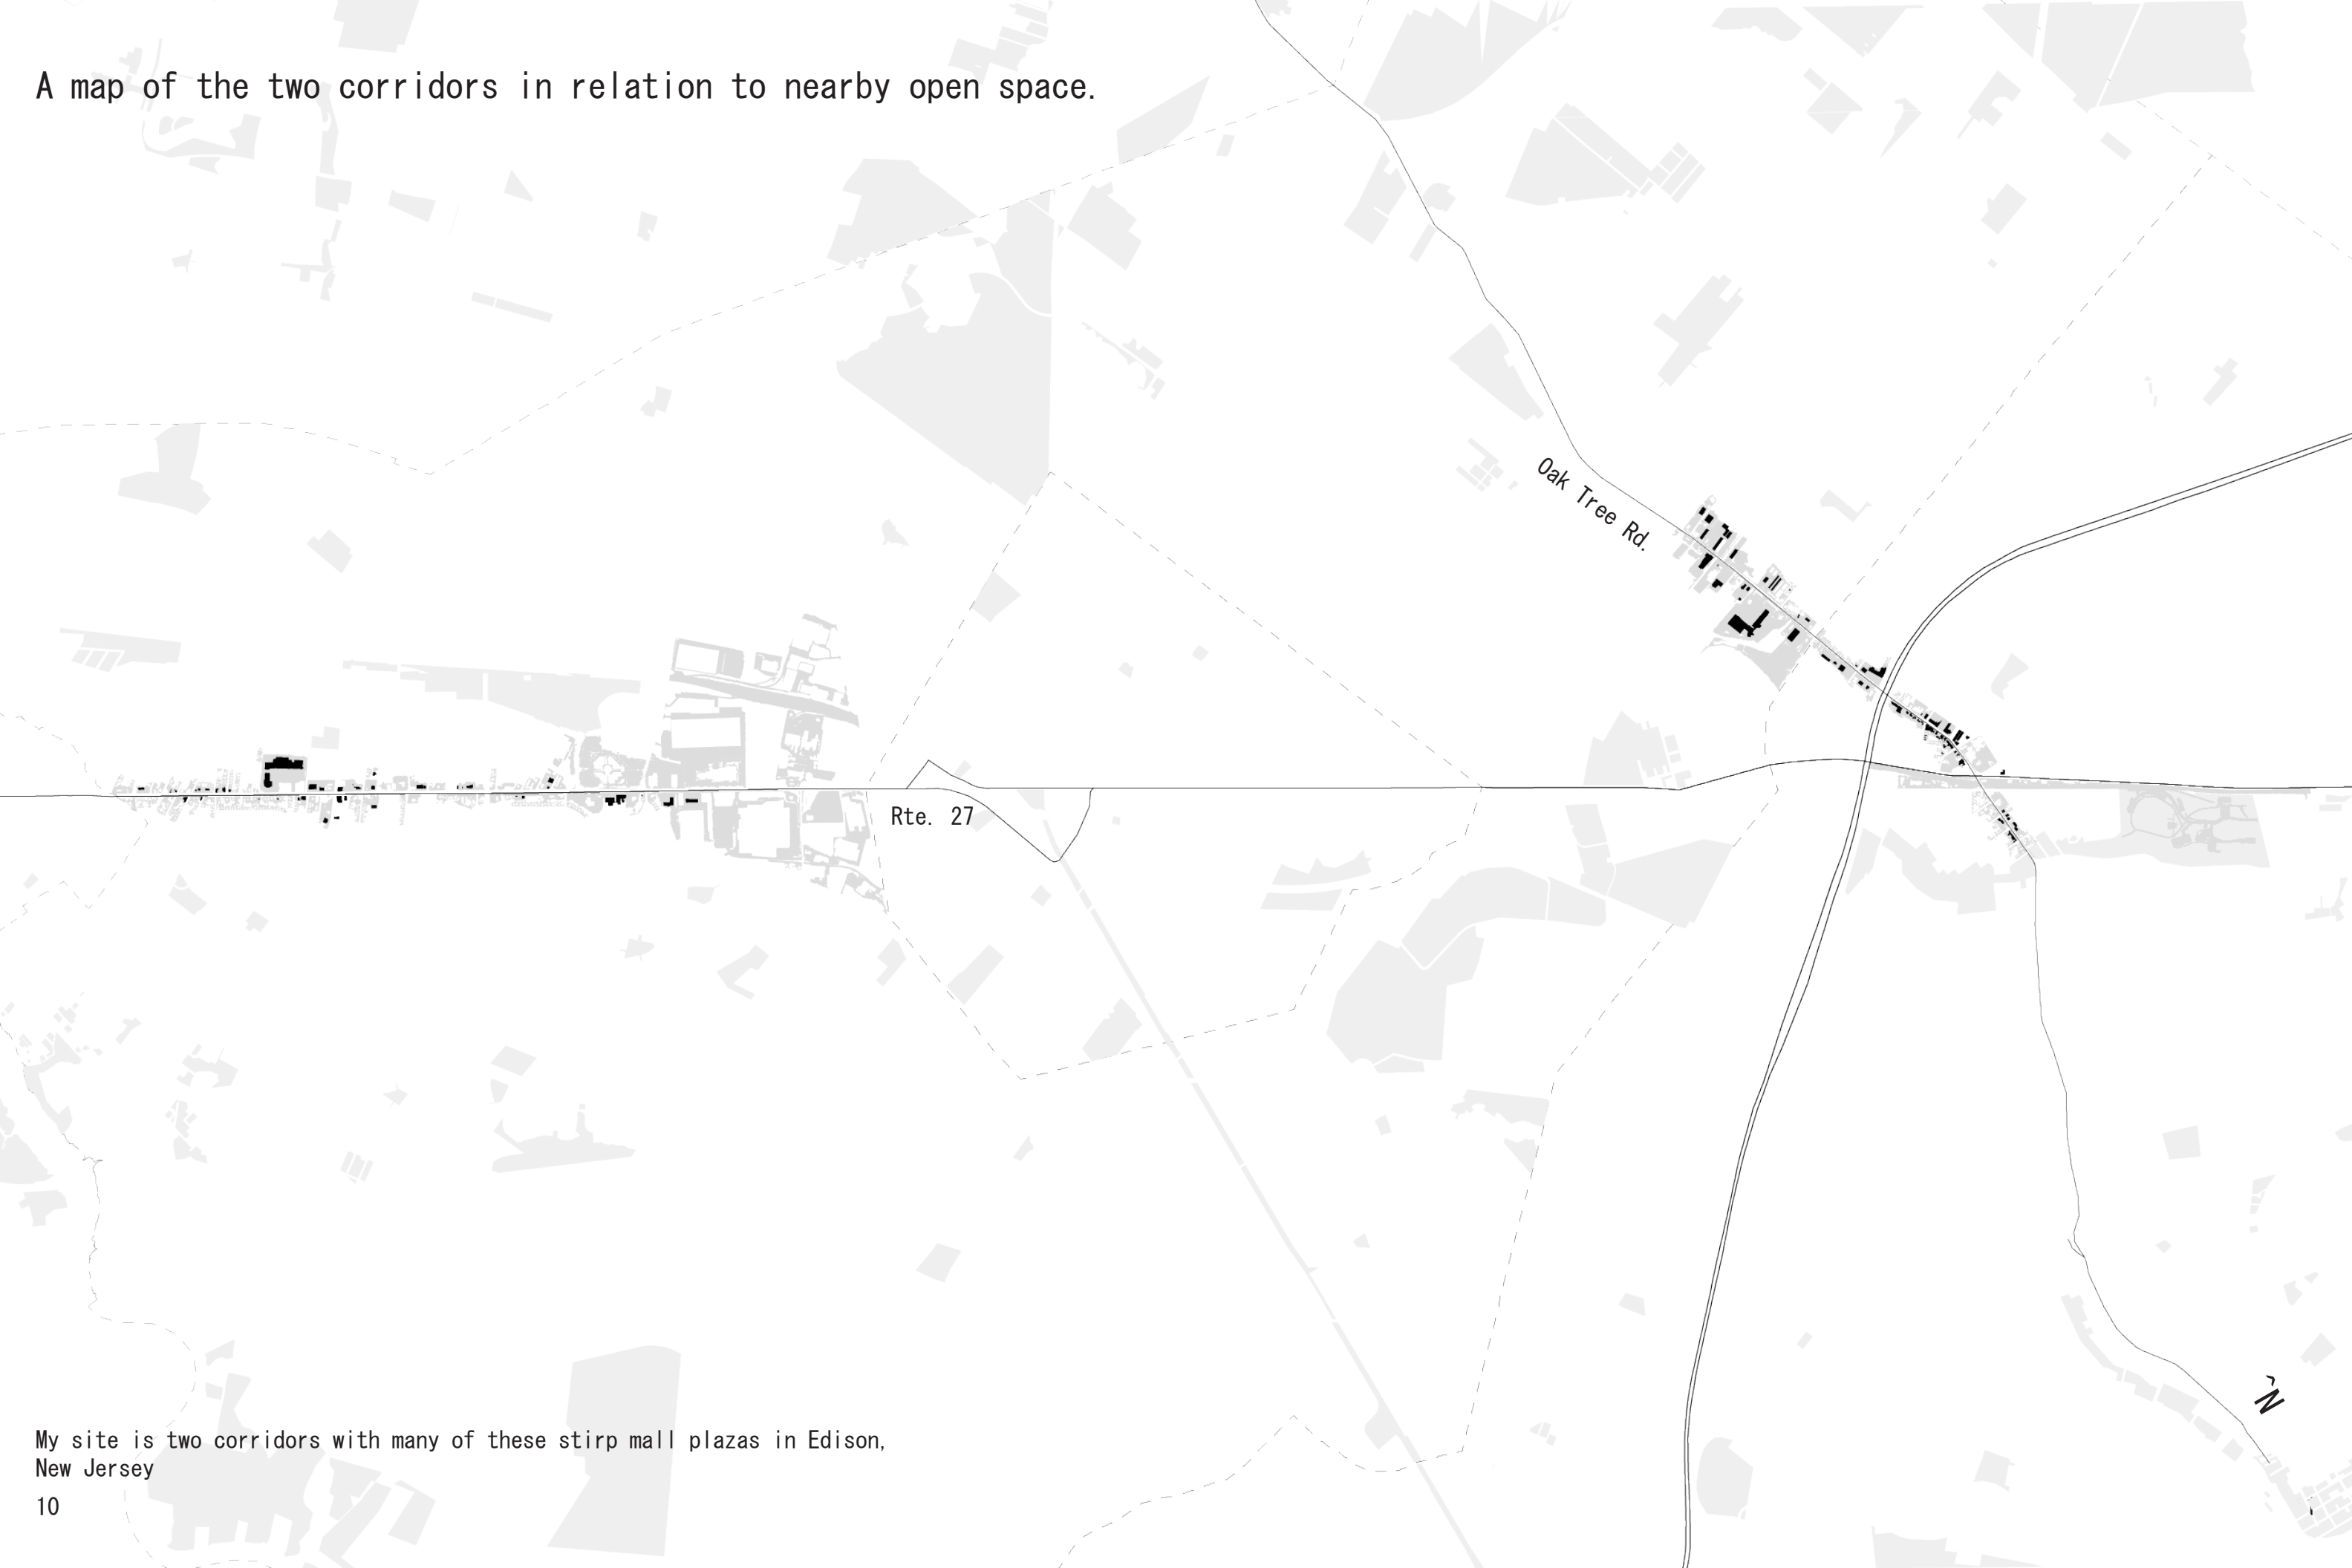 A map of the two corridors in relation to nearby open space.
Oak Tree Rd.
Rte. 27
N
My site is two corridors with many of these stirp mall plazas in Edison,
New Jersey
10